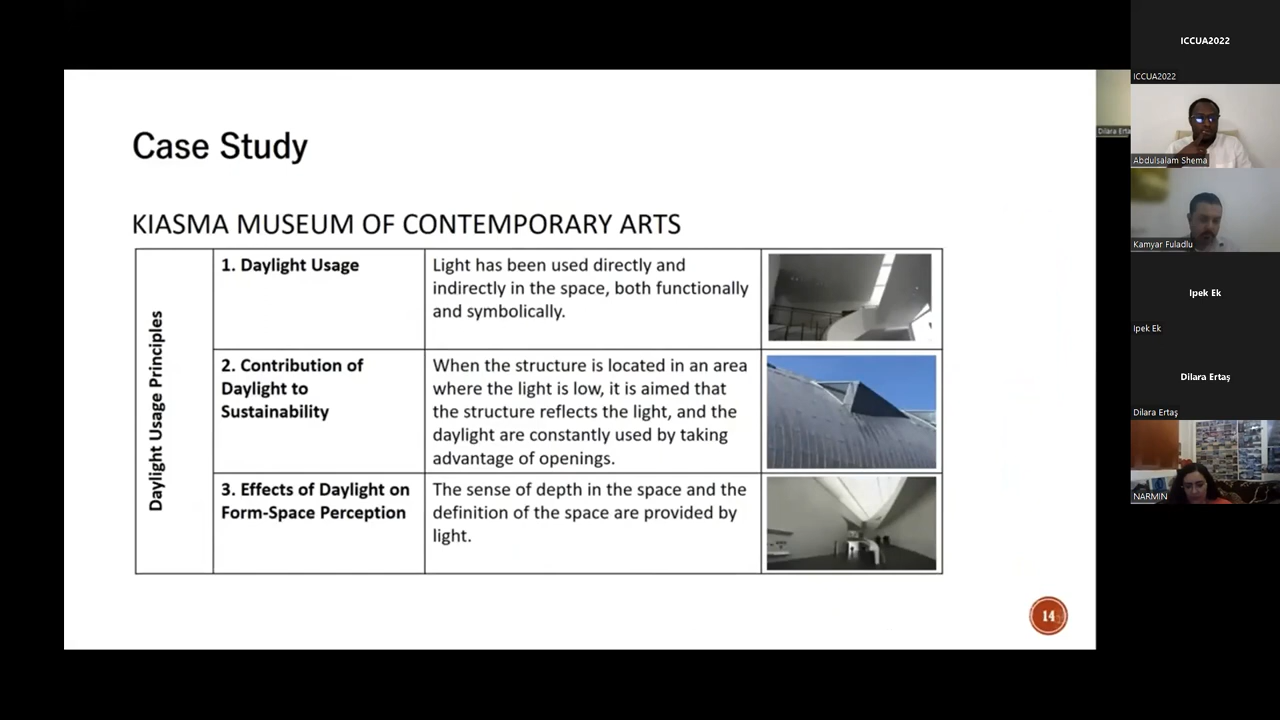 Case Study
KIASMA MUSEUM OF CONTEMPORARY ARTS
Daylight Usage Principles
1. Daylight Usage
Light has been used directly and
indirectly in the space, both functionally
and symbolically.
2. Contribution of
Daylight to
Sustainability
When the structure is located in an area
where the light is low, it is aimed that
the structure reflects the light, and the
daylight are constantly used by taking
advantage of openings.
3. Effects of Daylight on
Form-Space Perception
The sense of depth in the space and the
definition of the space are provided by
light.
14
Dilara Erta
ICCUA2022
ICCUA2022
Abdulsalam Shema
Kamyar Fuladlu
Ipek Ek
Ipek Ek
Dilara Ertaş
Dilara Ertaş
NARMIN